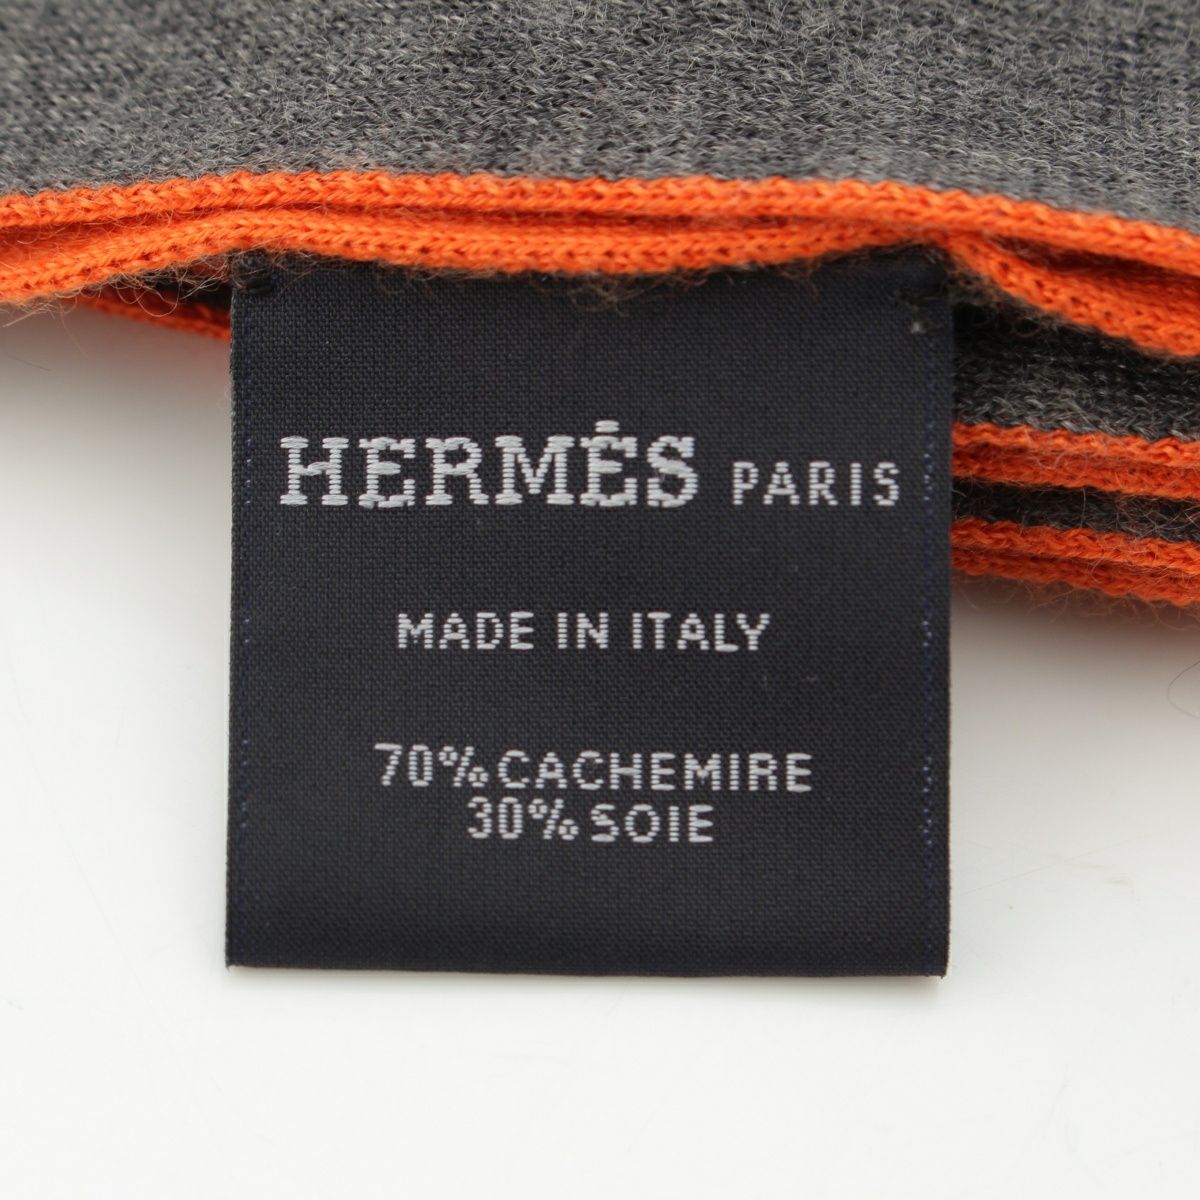 HERMÈS PARIS
MADE IN ITALY
70% CACHEMIRE
30% SOIE